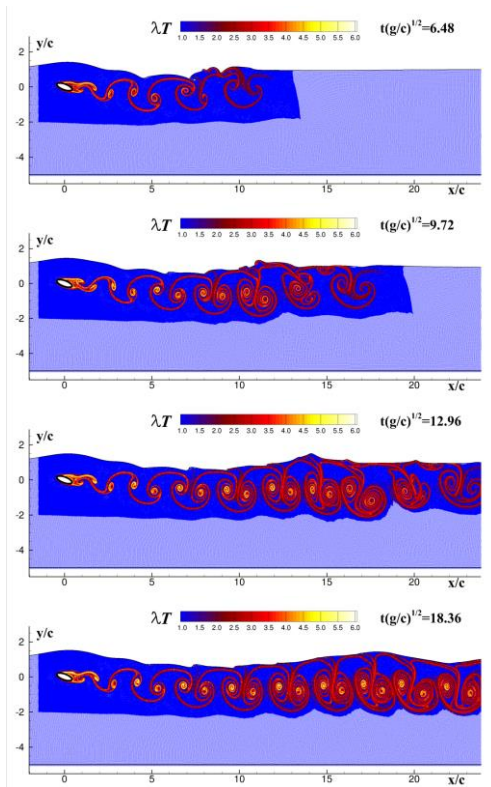 λT 1.0 1.5 2.0 2.5 3.0 3.5 4.0 4.5 5.0 5.5 6.0 t(g/c)^1/2=6.48
y/c
2
0
-2
-4
0 5 10 15 20
x/c
λT 1.0 1.5 2.0 2.5 3.0 3.5 4.0 4.5 5.0 5.5 6.0 t(g/c)^1/2=9.72
y/c
2
0
-2
-4
0 5 10 15 20
x/c
λT 1.0 1.5 2.0 2.5 3.0 3.5 4.0 4.5 5.0 5.5 6.0 t(g/c)^1/2=12.96
y/c
2
0
-2
-4
0 5 10 15 20
x/c
λT 1.0 1.5 2.0 2.5 3.0 3.5 4.0 4.5 5.0 5.5 6.0 t(g/c)^1/2=18.36
y/c
2
0
-2
-4
0 5 10 15 20
x/c